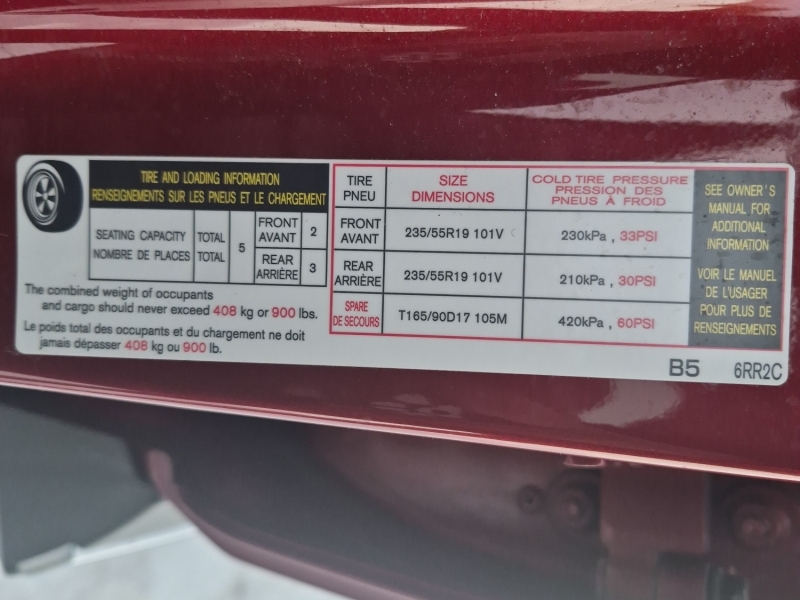 TIRE AND LOADING INFORMATION
RENSEIGNEMENTS SUR LES PNEUS ET LE CHARGEMENT
SEATING CAPACITY TOTAL 5 FRONT 2
NOMBRE DE PLACES TOTAL AVANT
REAR 3
ARRIÈRE
The combined weight of occupants
and cargo should never exceed 408 kg or 900 lbs.
Le poids total des occupants et du chargement ne doit
jamais dépasser 408 kg ou 900 lb.
TIRE SIZE COLD TIRE PRESSURE
PNEU DIMENSIONS PRESSION DES
PNEUS À FROID
FRONT 235/55R19 101V 230kPa , 33PSI
AVANT
REAR 235/55R19 101V 210kPa , 30PSI
ARRIÈRE
SPARE T165/90D17 105M 420kPa , 60PSI
DE SECOURS
SEE OWNER'S
MANUAL FOR
ADDITIONAL
INFORMATION
VOIR LE MANUEL
DE L'USAGER
POUR PLUS DE
RENSEIGNEMENTS
B5 6RR2C